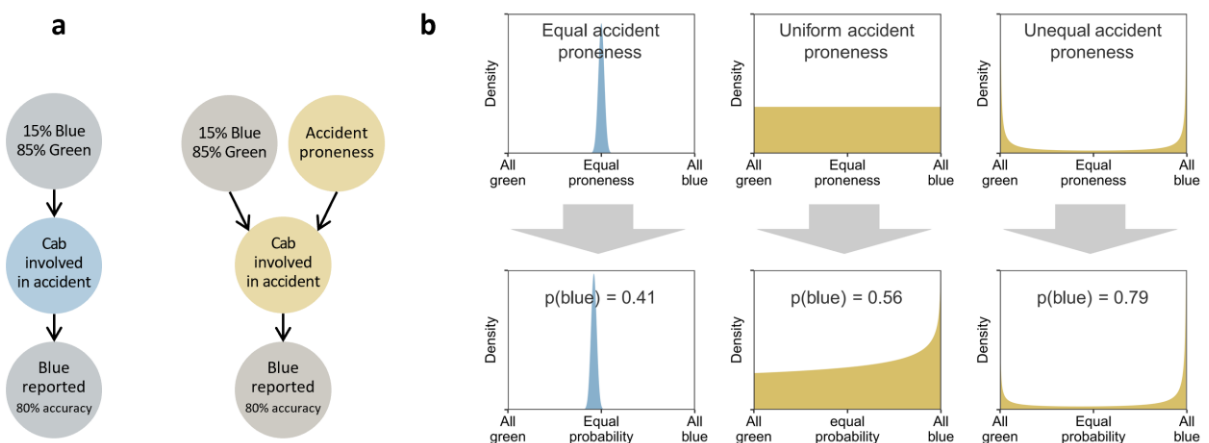 a
15% Blue
85% Green
Cab
involved
in accident
Blue
reported
80% accuracy
15% Blue
85% Green
Accident
proneness
Cab
involved
in accident
Blue
reported
80% accuracy
b
Equal accident
proneness
Density
All
green
Equal
proneness
All
blue
Uniform accident
proneness
Density
All
green
Equal
proneness
All
blue
Unequal accident
proneness
Density
All
green
Equal
proneness
All
blue
p(blue) = 0.41
Density
All
green
Equal
probability
All
blue
p(blue) = 0.56
Density
All
green
equal
probability
All
blue
p(blue) = 0.79
Density
All
green
Equal
probability
All
blue